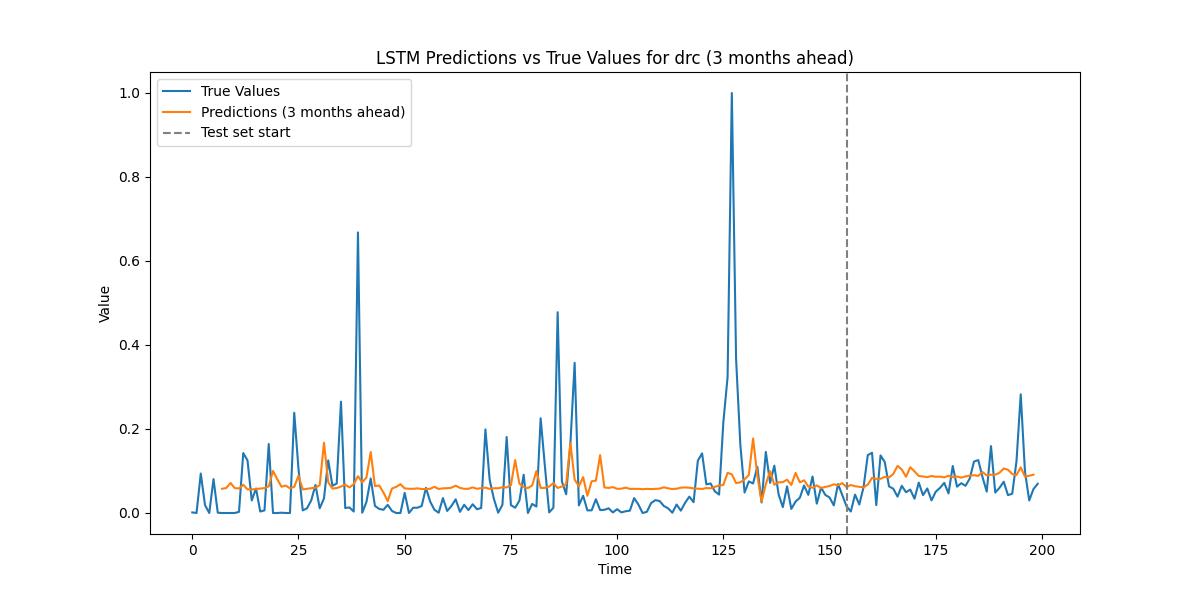 LSTM Predictions vs True Values for drc (3 months ahead)
True Values
Predictions (3 months ahead)
Test set start
Value
1.0
0.8
0.6
0.4
0.2
0.0
0 25 50 75 100 125 150 175 200
Time